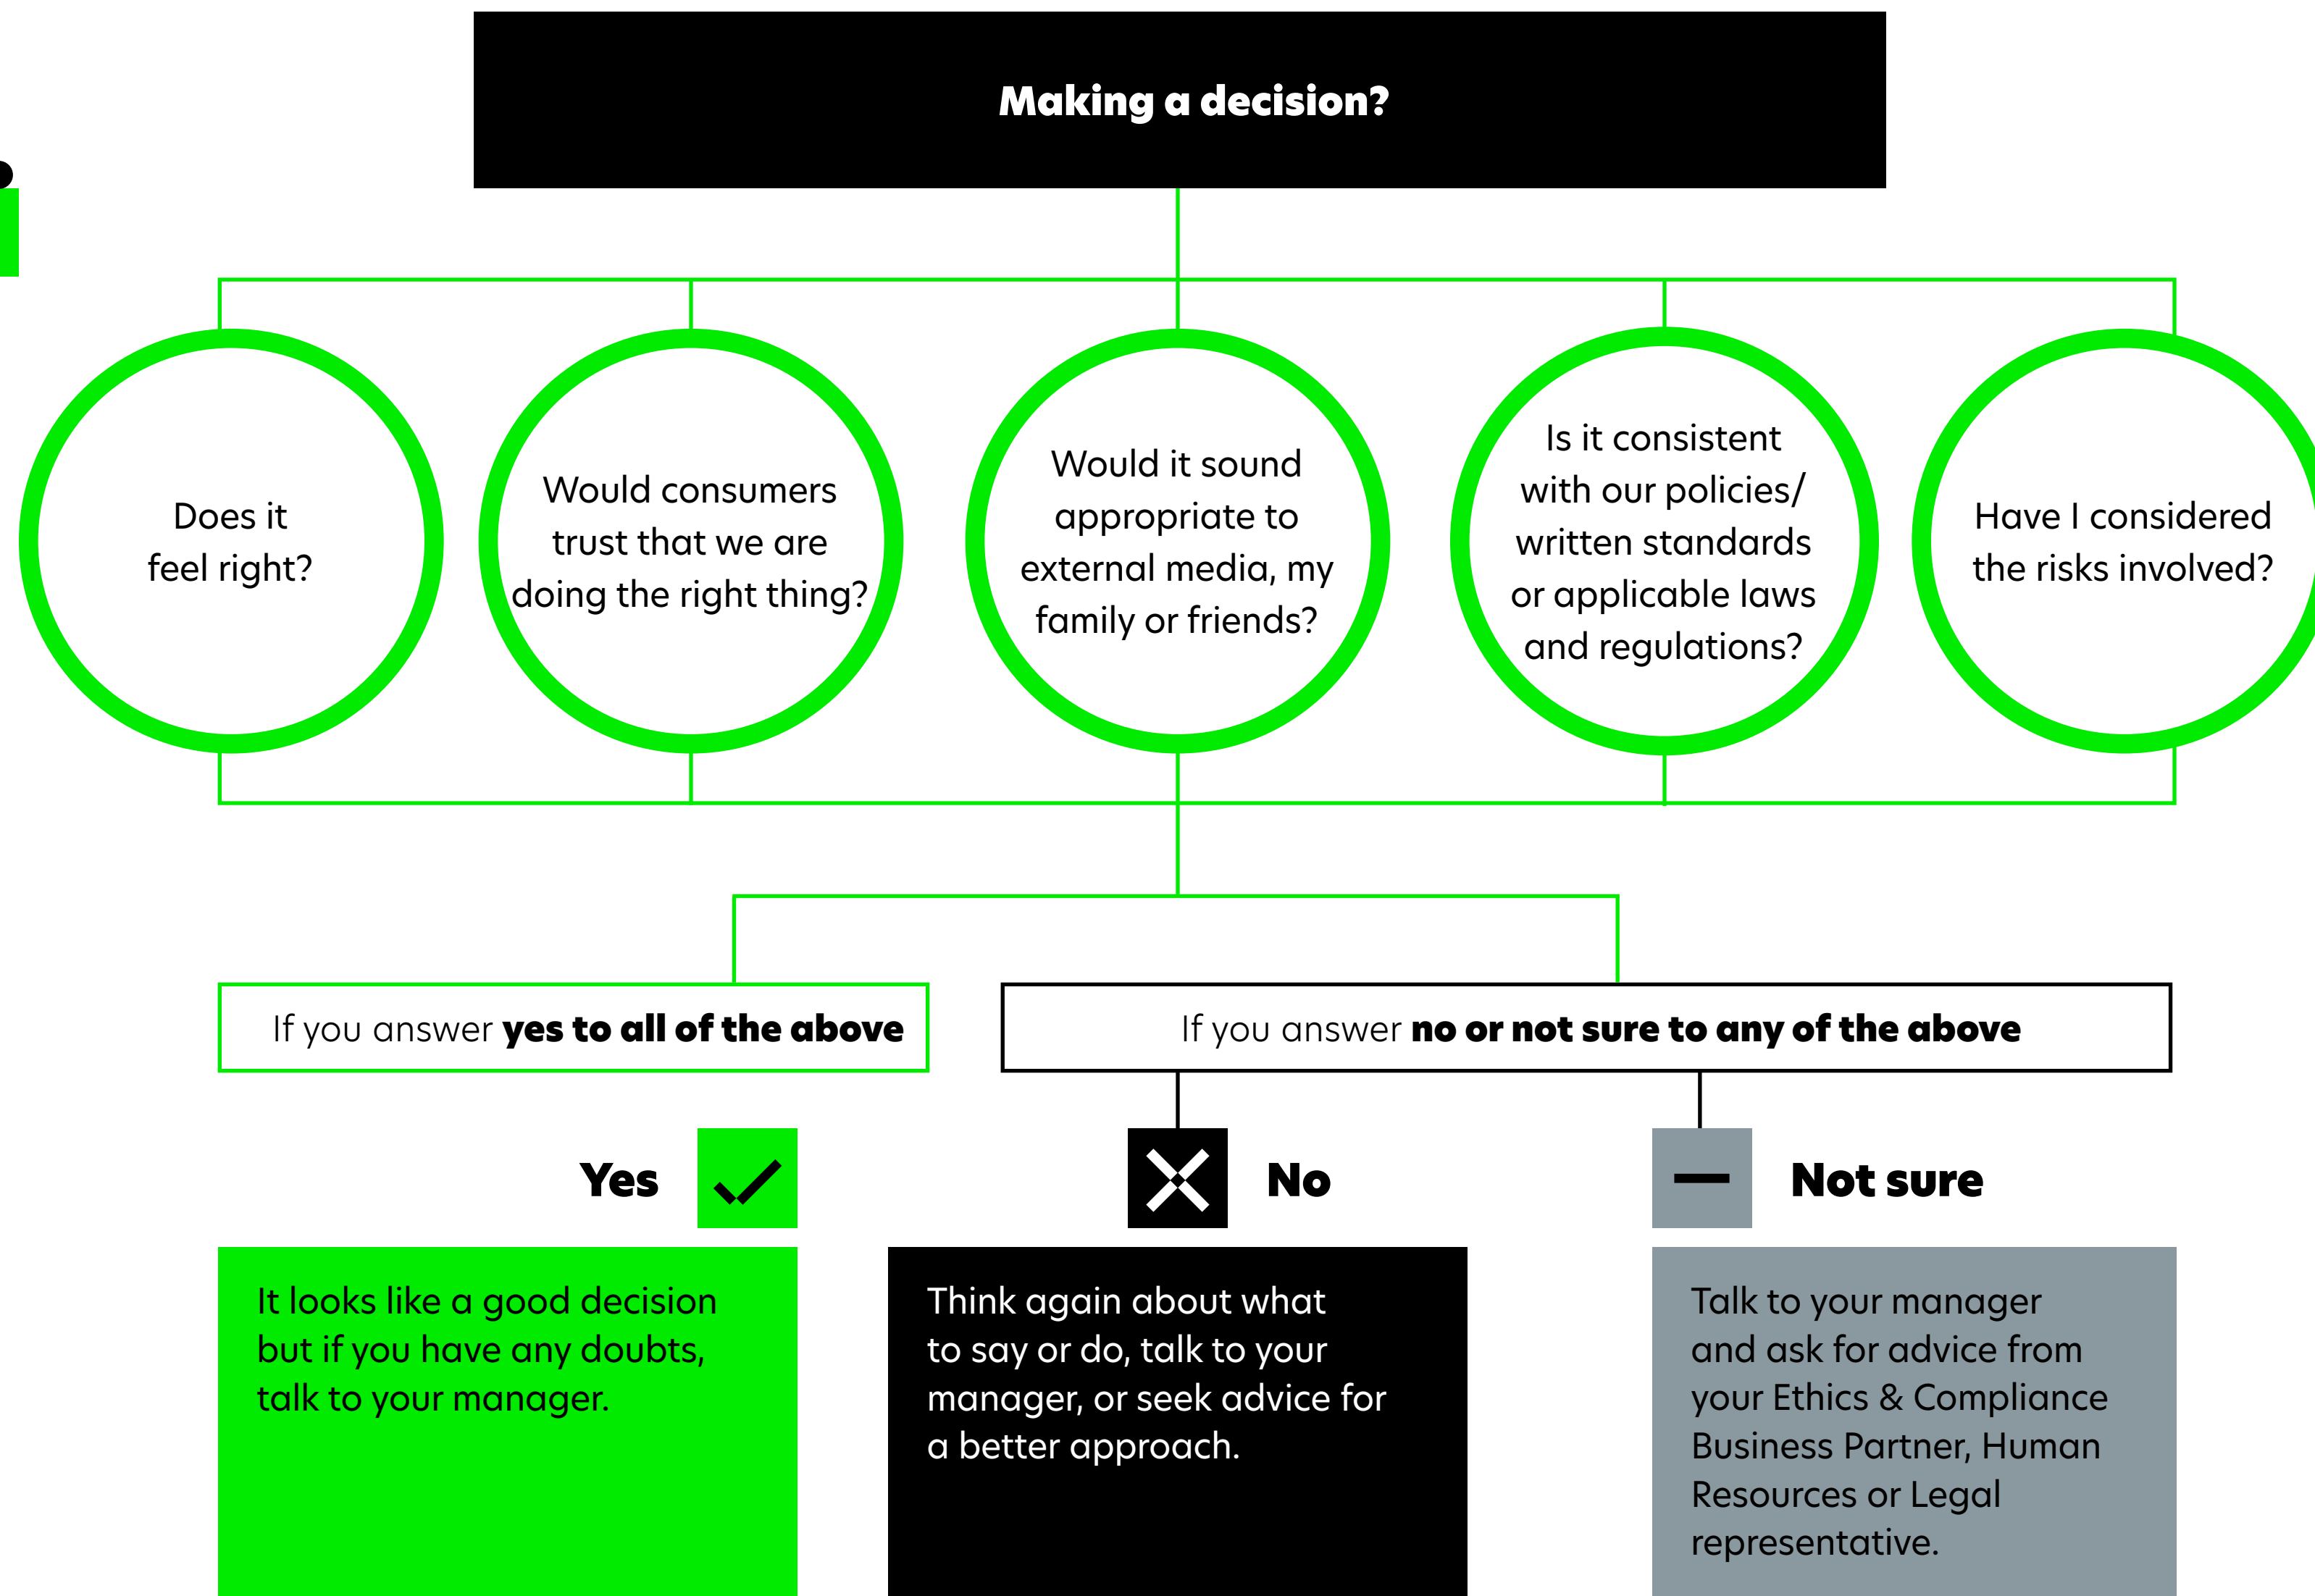 Making a decision?
Does it
feel right?
Would consumers
trust that we are
doing the right thing?
Would it sound
appropriate to
external media, my
family or friends?
Is it consistent
with our policies/
written standards
or applicable laws
and regulations?
Have I considered
the risks involved?
If you answer yes to all of the above
If you answer no or not sure to any of the above
Yes
No
Not sure
It looks like a good decision
but if you have any doubts,
talk to your manager.
Think again about what
to say or do, talk to your
manager, or seek advice for
a better approach.
Talk to your manager
and ask for advice from
your Ethics & Compliance
Business Partner, Human
Resources or Legal
representative.